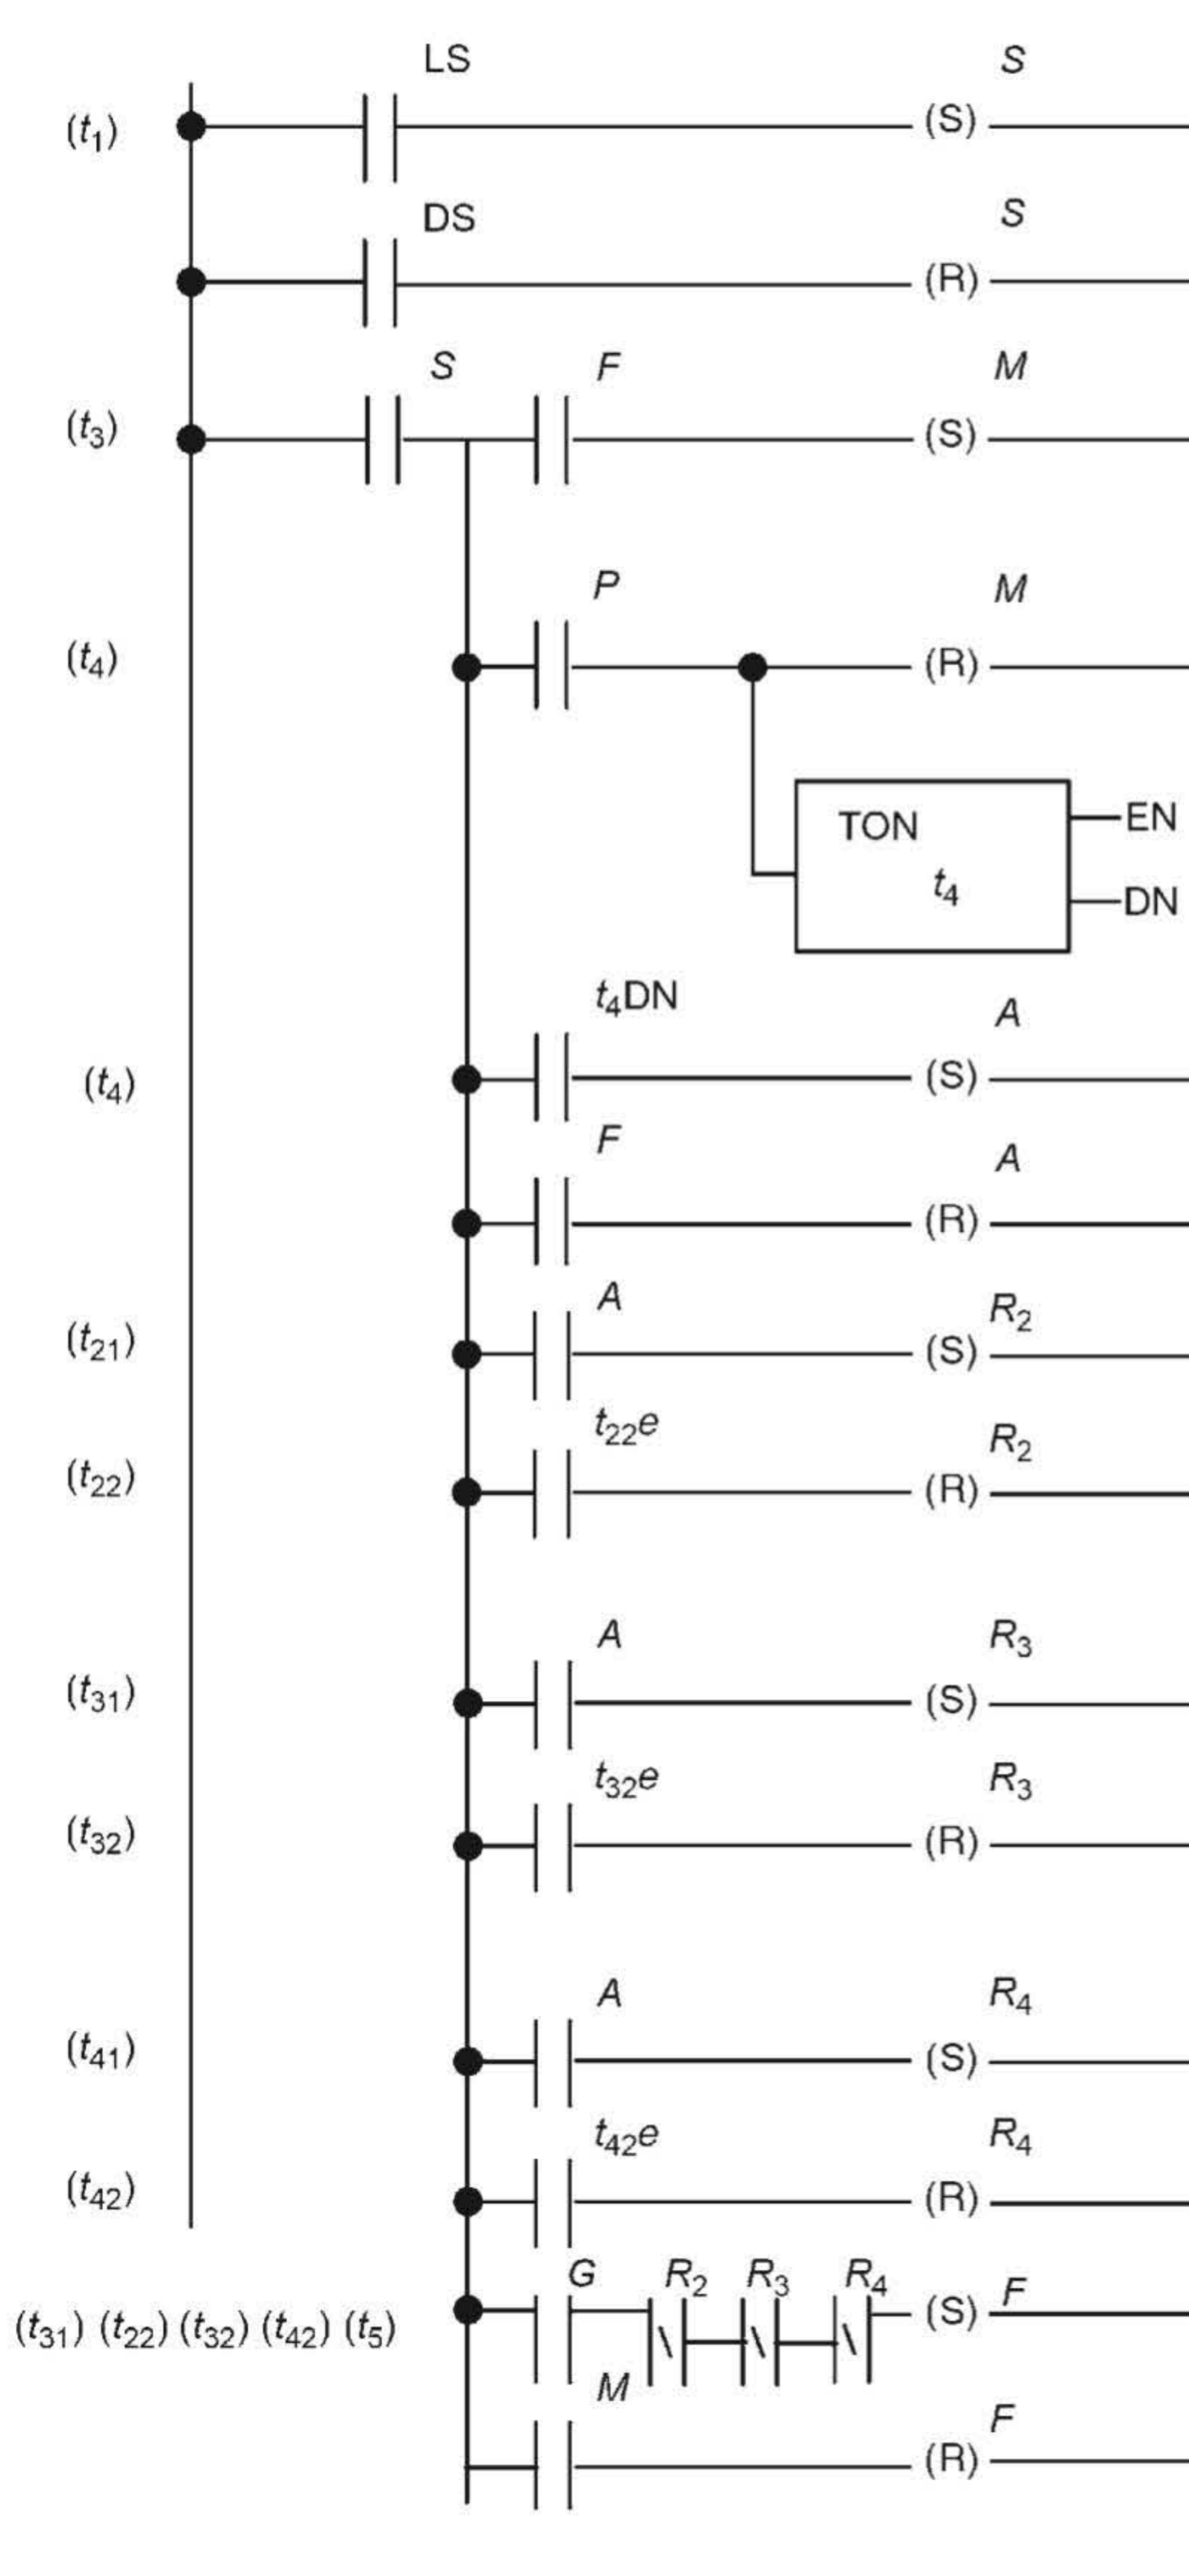 LS S
(t₁) (S)
DS S
(R)
S F M
(t₃) (S)
P M
(t₄) (R)
TON EN
t₄ DN
t₄DN A
(t₄) (S)
F A
(R)
A R₂
(t₂₁) (S)
t₂₂e R₂
(t₂₂) (R)
A R₃
(t₃₁) (S)
t₃₂e R₃
(t₃₂) (R)
A R₄
(t₄₁) (S)
t₄₂e R₄
(t₄₂) (R)
G R₂ R₃ R₄ F
(t₃₁) (t₂₂) (t₃₂) (t₄₂) (t₅) (S)
M F
(R)